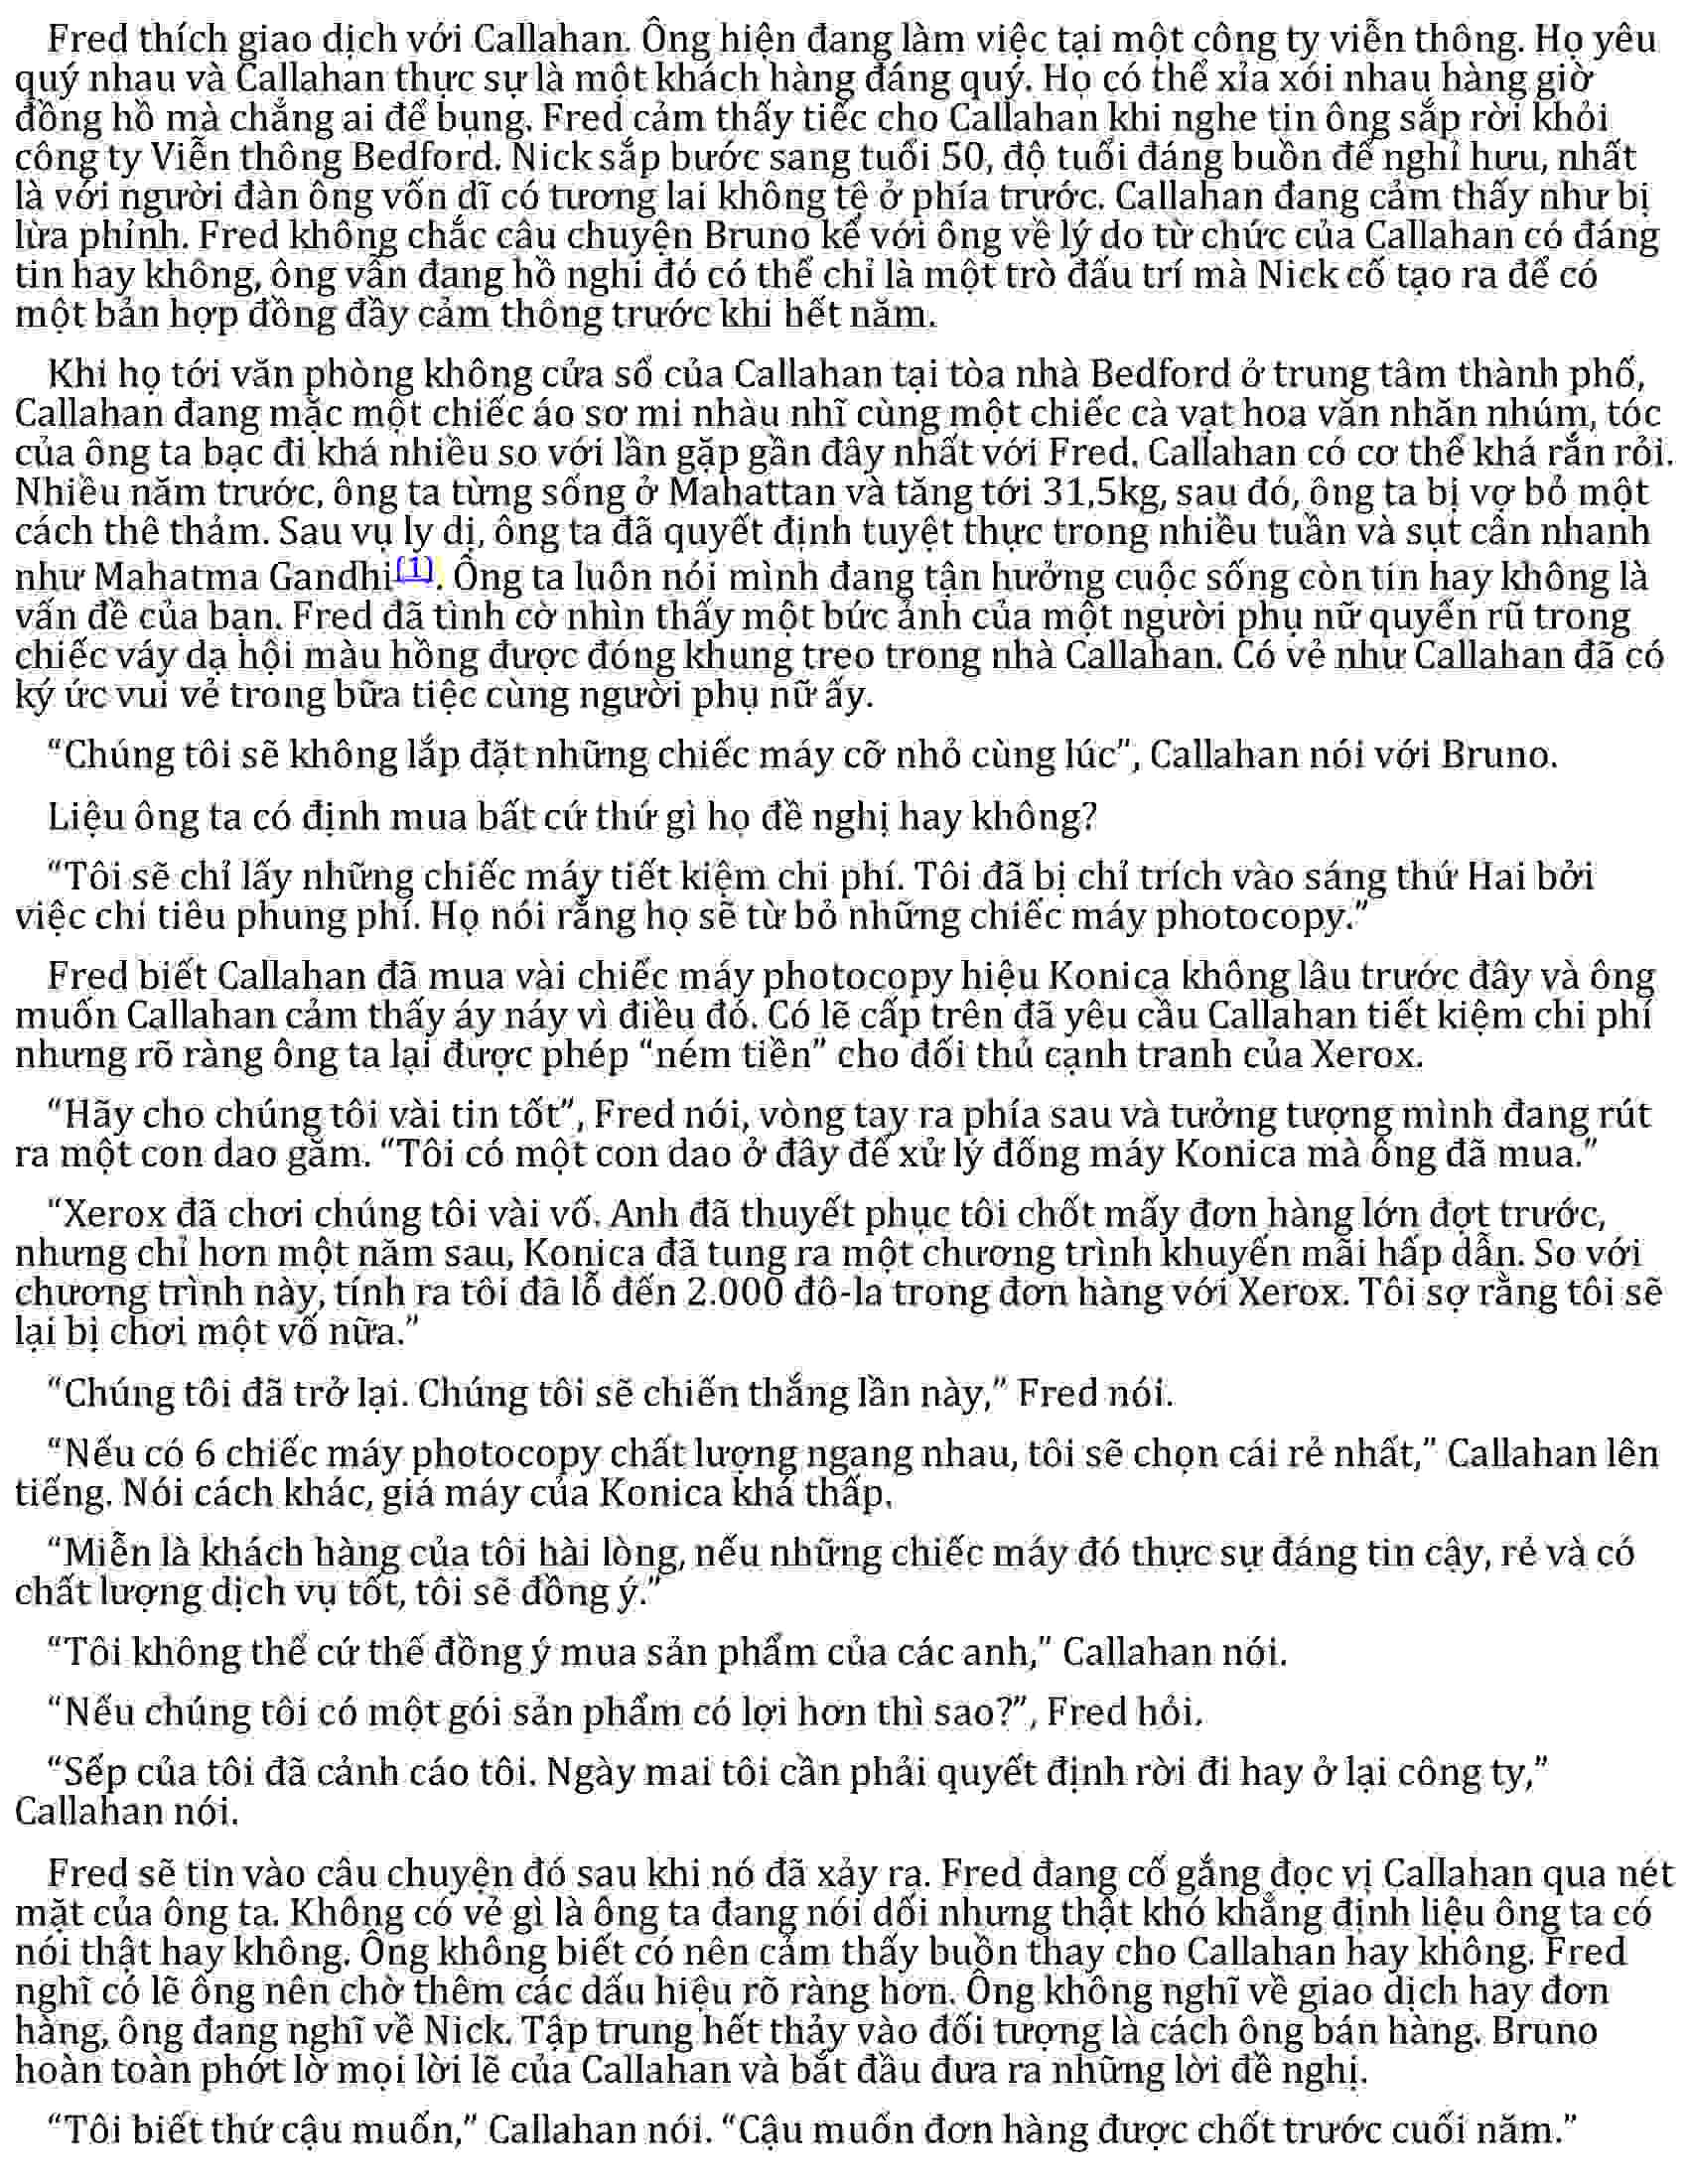 Fred thích giao dịch với Callahan. Ông hiện đang làm việc tại một công ty viễn thông. Họ yêu
quý nhau và Callahan thực sự là một khách hàng đáng quý. Họ có thể xỉa xói nhau hàng giờ
đồng hồ mà chẳng ai để bụng. Fred cảm thấy tiếc cho Callahan khi nghe tin ông sắp rời khỏi
công ty Viễn thông Bedford. Nick sắp bước sang tuổi 50, độ tuổi đáng buồn để nghỉ hưu, nhất
là với người đàn ông vốn dĩ có tương lai không tệ ở phía trước. Callahan đang cảm thấy như bị
lừa phỉnh. Fred không chắc câu chuyện Bruno kể với ông về lý do từ chức của Callahan có đáng
tin hay không, ông vẫn đang hồ nghi đó có thể chỉ là một trò đấu trí mà Nick cố tạo ra để có
một bản hợp đồng đầy cảm thông trước khi hết năm.
Khi họ tới văn phòng không cửa sổ của Callahan tại tòa nhà Bedford ở trung tâm thành phố,
Callahan đang mặc một chiếc áo sơ mi nhàu nhĩ cùng một chiếc cà vạt hoa văn nhăn nhúm, tóc
của ông ta bạc đi khá nhiều so với lần gặp gần đây nhất với Fred. Callahan có cơ thể khá rắn rỏi.
Nhiều năm trước, ông ta từng sống ở Mahattan và tăng tới 31,5kg, sau đó, ông ta bị vợ bỏ một
cách thê thảm. Sau vụ ly dị, ông ta đã quyết định tuyệt thực trong nhiều tuần và sụt cân nhanh
như Mahatma Gandhi[1]. Ông ta luôn nói mình đang tận hưởng cuộc sống còn tin hay không là
vấn đề của bạn. Fred đã tình cờ nhìn thấy một bức ảnh của một người phụ nữ quyến rũ trong
chiếc váy dạ hội màu hồng được đóng khung treo trong nhà Callahan. Có vẻ như Callahan đã có
ký ức vui vẻ trong bữa tiệc cùng người phụ nữ ấy.
“Chúng tôi sẽ không lắp đặt những chiếc máy cỡ nhỏ cùng lúc”, Callahan nói với Bruno.
Liệu ông ta có định mua bất cứ thứ gì họ đề nghị hay không?
“Tôi sẽ chỉ lấy những chiếc máy tiết kiệm chi phí. Tôi đã bị chỉ trích vào sáng thứ Hai bởi
việc chi tiêu phung phí. Họ nói rằng họ sẽ từ bỏ những chiếc máy photocopy.”
Fred biết Callahan đã mua vài chiếc máy photocopy hiệu Konica không lâu trước đây và ông
muốn Callahan cảm thấy áy náy vì điều đó. Có lẽ cấp trên đã yêu cầu Callahan tiết kiệm chi phí
nhưng rõ ràng ông ta lại được phép “ném tiền” cho đối thủ cạnh tranh của Xerox.
“Hãy cho chúng tôi vài tin tốt”, Fred nói, vòng tay ra phía sau và tưởng tượng mình đang rút
ra một con dao găm. “Tôi có một con dao ở đây để xử lý đống máy Konica mà ông đã mua.”
“Xerox đã chơi chúng tôi vài vố. Anh đã thuyết phục tôi chốt mấy đơn hàng lớn đợt trước,
nhưng chỉ hơn một năm sau, Konica đã tung ra một chương trình khuyến mãi hấp dẫn. So với
chương trình này, tính ra tôi đã lỗ đến 2.000 đô-la trong đơn hàng với Xerox. Tôi sợ rằng tôi sẽ
lại bị chơi một vố nữa.”
“Chúng tôi đã trở lại. Chúng tôi sẽ chiến thắng lần này,” Fred nói.
“Nếu có 6 chiếc máy photocopy chất lượng ngang nhau, tôi sẽ chọn cái rẻ nhất,” Callahan lên
tiếng. Nói cách khác, giá máy của Konica khá thấp.
“Miễn là khách hàng của tôi hài lòng, nếu những chiếc máy đó thực sự đáng tin cậy, rẻ và có
chất lượng dịch vụ tốt, tôi sẽ đồng ý.”
“Tôi không thể cứ thế đồng ý mua sản phẩm của các anh,” Callahan nói.
“Nếu chúng tôi có một gói sản phẩm có lợi hơn thì sao?”, Fred hỏi.
“Sếp của tôi đã cảnh cáo tôi. Ngày mai tôi cần phải quyết định rời đi hay ở lại công ty,”
Callahan nói.
Fred sẽ tin vào câu chuyện đó sau khi nó đã xảy ra. Fred đang cố gắng đọc vị Callahan qua nét
mặt của ông ta. Không có vẻ gì là ông ta đang nói dối nhưng thật khó khẳng định liệu ông ta có
nói thật hay không. Ông không biết có nên cảm thấy buồn thay cho Callahan hay không. Fred
nghĩ có lẽ ông nên chờ thêm các dấu hiệu rõ ràng hơn. Ông không nghĩ về giao dịch hay đơn
hàng, ông đang nghĩ về Nick. Tập trung hết thảy vào đối tượng là cách ông bán hàng. Bruno
hoàn toàn phớt lờ mọi lời lẽ của Callahan và bắt đầu đưa ra những lời đề nghị.
“Tôi biết thứ cậu muốn,” Callahan nói. “Cậu muốn đơn hàng được chốt trước cuối năm.”